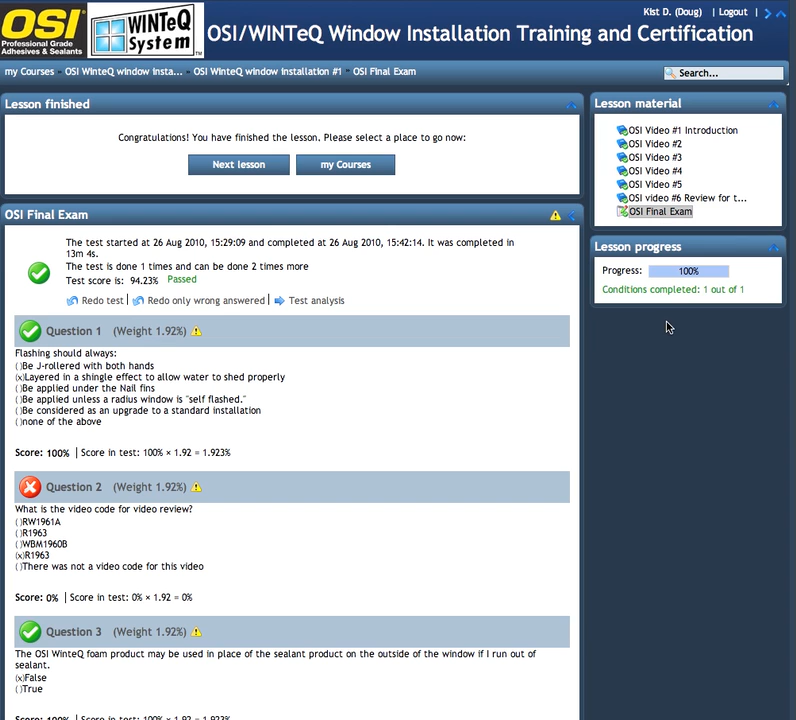 OSI
Professional Grade
Adhesives & Sealants
WINTeQ
System
Kist D. (Doug) | Logout |
OSI/WINTeQ Window Installation Training and Certification
my Courses OSI WinteQ window insta... OSI WinteQ window installation #1 OSI Final Exam
Search...
Lesson finished
Congratulations! You have finished the lesson. Please select a place to go now:
Next lesson my Courses
OSI Final Exam
The test started at 26 Aug 2010, 15:29:09 and completed at 26 Aug 2010, 15:42:14. It was completed in
13m 4s.
The test is done 1 times and can be done 2 times more
Test score is: 94.23% Passed
Redo test | Redo only wrong answered | Test analysis
Question 1 (Weight 1.92%)
Flashing should always:
( )Be J-rollered with both hands
(x)Layered in a shingle effect to allow water to shed properly
( )Be applied under the Nail fins
( )Be applied unless a radius window is "self flashed."
( )Be considered as an upgrade to a standard installation
( )none of the above
Score: 100% | Score in test: 100% × 1.92 = 1.923%
Question 2 (Weight 1.92%)
What is the video code for video review?
( )RW1961A
( )R1963
( )WBM1960B
(x)R1963
( )There was not a video code for this video
Score: 0% | Score in test: 0% × 1.92 = 0%
Question 3 (Weight 1.92%)
The OSI WinteQ foam product may be used in place of the sealant product on the outside of the window if I run out of
sealant.
(x)False
( )True
Score: 100% | Score in test: 100% × 1.92 = 1.923%
Lesson material
OSI Video #1 Introduction
OSI Video #2
OSI Video #3
OSI Video #4
OSI Video #5
OSI video #6 Review for t...
OSI Final Exam
Lesson progress
Progress: 100%
Conditions completed: 1 out of 1